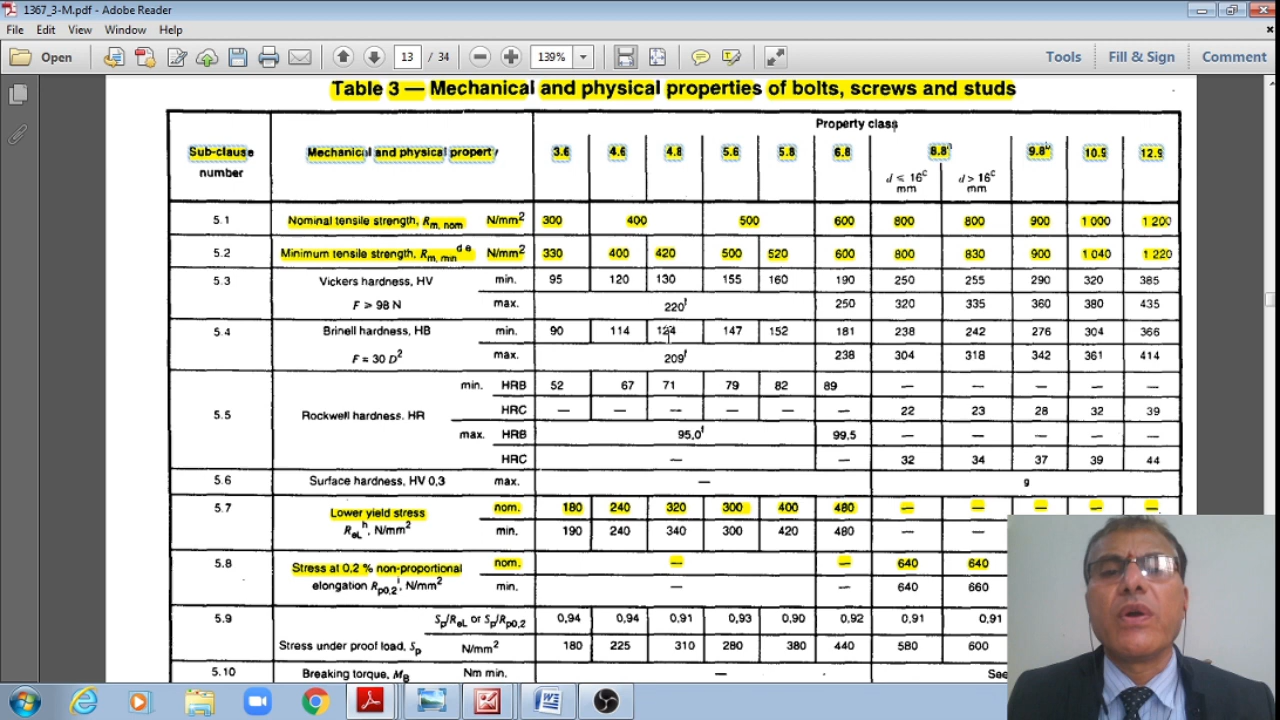 1367_3-M.pdf - Adobe Reader
File Edit View Window Help
Open 13 / 34 139% Tools Fill & Sign Comment
Table 3 — Mechanical and physical properties of bolts, screws and studs
Property class
Sub-clause number Mechanical and physical property 3.6 4.6 4.8 5.6 5.8 6.8 8.8a 9.8b 10.9 12.9
d ≤ 16c mm d > 16c mm
5.1 Nominal tensile strength, Rm, nom N/mm2 300 400 500 600 800 800 900 1 000 1 200
5.2 Minimum tensile strength, Rm, min d e N/mm2 330 400 420 500 520 600 800 830 900 1 040 1 220
5.3 Vickers hardness, HV min. 95 120 130 155 160 190 250 255 290 320 385
F > 98 N max. 220f 250 320 335 360 380 435
5.4 Brinell hardness, HB min. 90 114 124 147 152 181 238 242 276 304 366
F = 30 D2 max. 209f 238 304 318 342 361 414
min. HRB 52 67 71 79 82 89 — — — — —
5.5 Rockwell hardness, HR HRC — — — — — — 22 23 28 32 39
max. HRB 95,0f 99,5 — — — — —
HRC — — 32 34 37 39 44
5.6 Surface hardness, HV 0,3 max. — g
5.7 Lower yield stress nom. 180 240 320 300 400 480 — — — — —
ReL h, N/mm2 min. 190 240 340 300 420 480 — —
5.8 Stress at 0,2 % non-proportional nom. — — 640 640
elongation Rp0,2 i, N/mm2 min. — — 640 660
5.9 Sp/ReL or Sp/Rp0,2 0,94 0,94 0,91 0,93 0,90 0,92 0,91 0,91
Stress under proof load, Sp N/mm2 180 225 310 280 380 440 580 600
5.10 Breaking torque, MB Nm min. — See